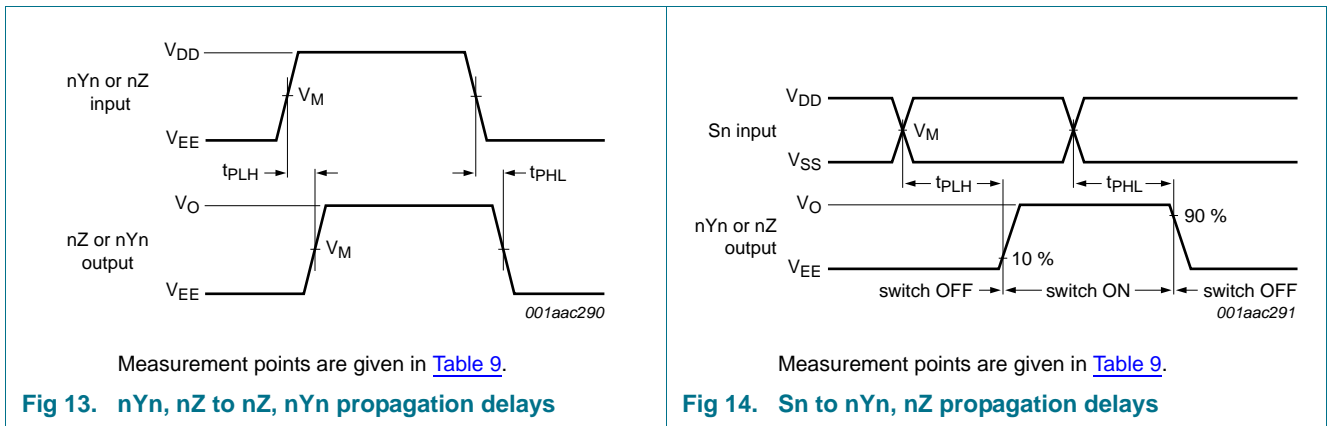 VDD
nYn or nZ
input
VM
VEE
tPLH
tPHL
VO
nZ or nYn
output
VM
VEE
001aac290
Measurement points are given in Table 9.
Fig 13. nYn, nZ to nZ, nYn propagation delays
VDD
Sn input
VM
VSS
tPLH
tPHL
VO
nYn or nZ
output
90 %
10 %
VEE
switch OFF
switch ON
switch OFF
001aac291
Measurement points are given in Table 9.
Fig 14. Sn to nYn, nZ propagation delays